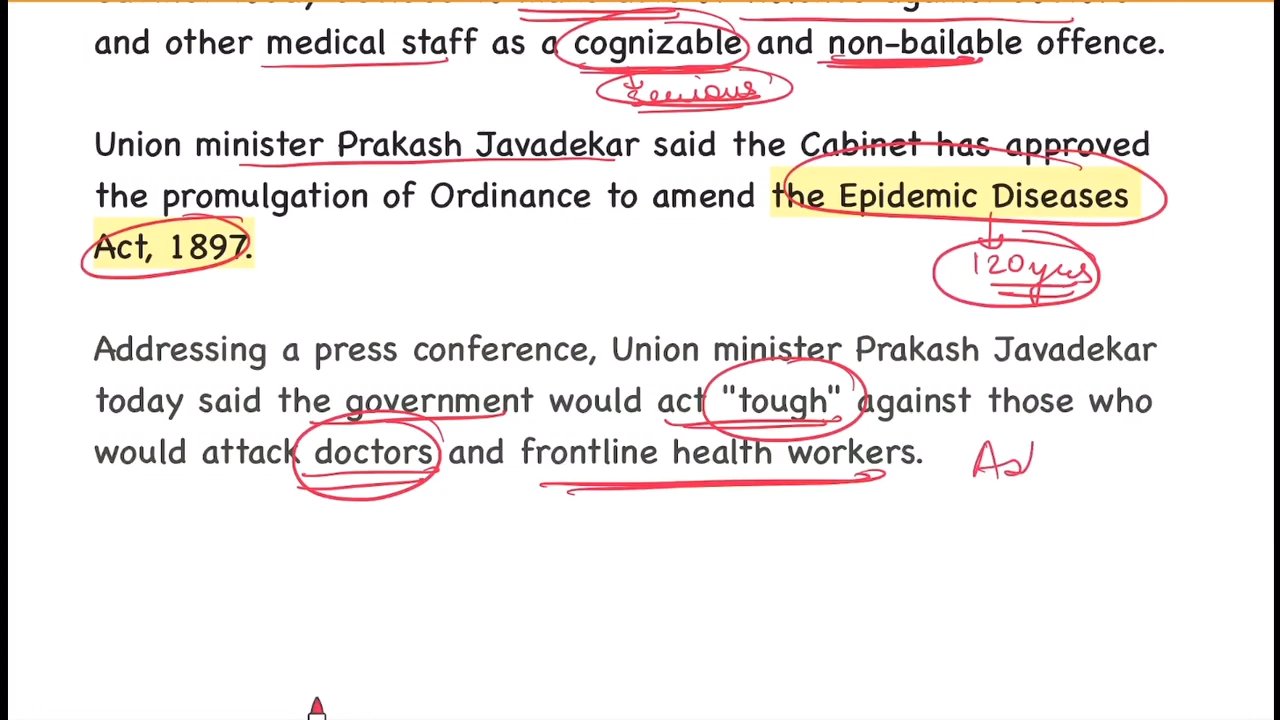 and other medical staff as a cognizable and non-bailable offence.
Serious
Union minister Prakash Javadekar said the Cabinet has approved
the promulgation of Ordinance to amend the Epidemic Diseases
Act, 1897.
120 yrs
Addressing a press conference, Union minister Prakash Javadekar
today said the government would act "tough" against those who
would attack doctors and frontline health workers.